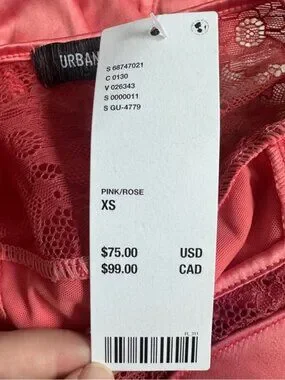 URBAN
S 68747021
C 0130
V 026343
S 0000011
S GU-4779
PINK/ROSE
XS
$75.00 USD
$99.00 CAD